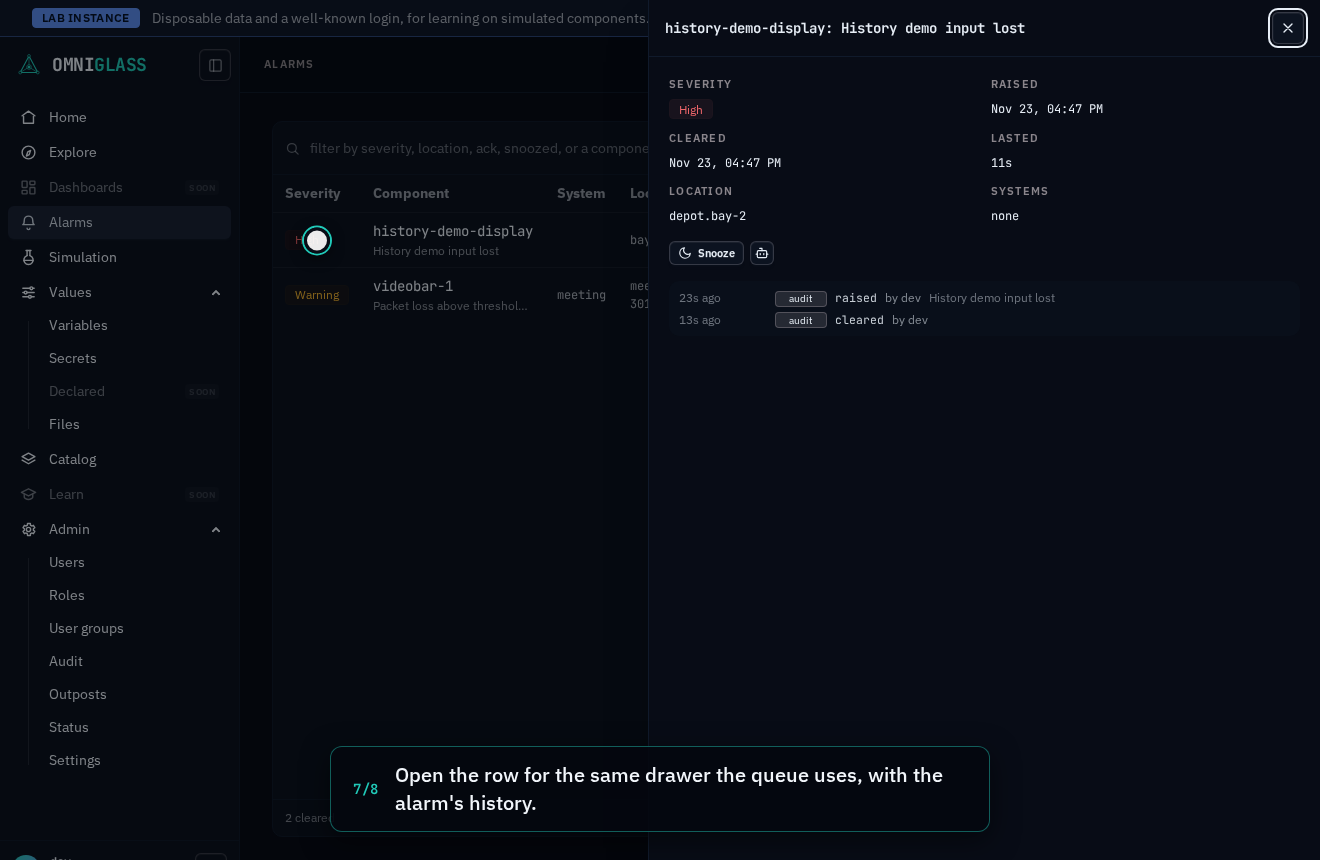 LAB INSTANCE Disposable data and a well-known login, for learning on simulated components.
OMNIGLASS
Home
Explore
Dashboards SOON
Alarms
Simulation
Values
Variables
Secrets
Declared SOON
Files
Catalog
Learn SOON
Admin
Users
Roles
User groups
Audit
Outposts
Status
Settings
dev
ALARMS
filter by severity, location, ack, snoozed, or a compone
Severity Component System Loc
history-demo-display
History demo input lost
bay
Warning videobar-1 meeting
Packet loss above threshol…
mee
301
2 cleare
history-demo-display: History demo input lost
SEVERITY RAISED
High Nov 23, 04:47 PM
CLEARED LASTED
Nov 23, 04:47 PM 11s
LOCATION SYSTEMS
depot.bay-2 none
Snooze
23s ago audit raised by dev History demo input lost
13s ago audit cleared by dev
7/8 Open the row for the same drawer the queue uses, with the
alarm's history.